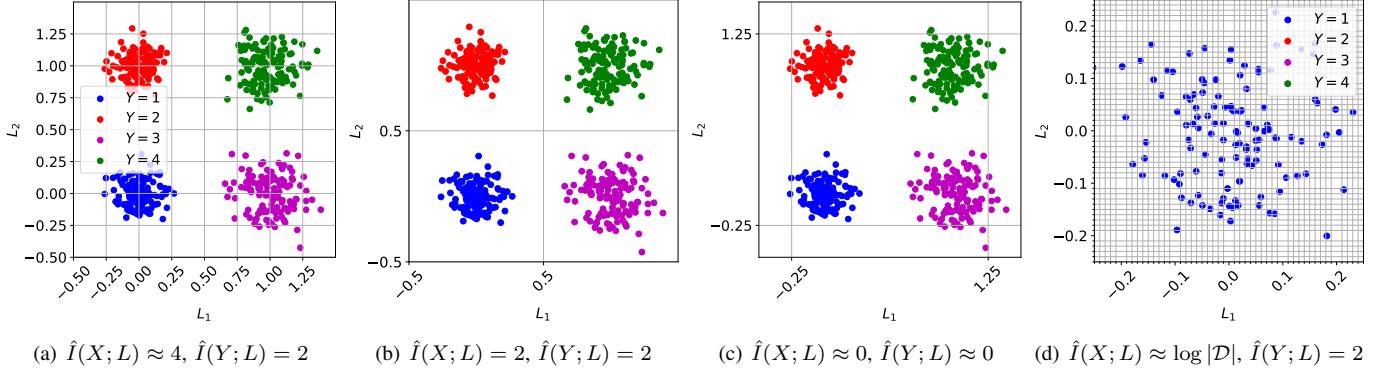 1.25
1.00
0.75
0.50
0.25
0.00
−0.25
−0.50
L₂
Y = 1
Y = 2
Y = 3
Y = 4
−0.50
−0.25
0.00
0.25
0.50
0.75
1.00
1.25
L₁
0.5
−0.5
L₂
−0.5
0.5
L₁
1.25
−0.25
L₂
−0.25
1.25
L₁
0.2
0.1
0.0
−0.1
−0.2
L₂
Y = 1
Y = 2
Y = 3
Y = 4
−0.2
−0.1
0.0
0.1
0.2
L₁
(a) Î(X; L) ≈ 4, Î(Y; L) = 2
(b) Î(X; L) = 2, Î(Y; L) = 2
(c) Î(X; L) ≈ 0, Î(Y; L) ≈ 0
(d) Î(X; L) ≈ log |𝒟|, Î(Y; L) = 2